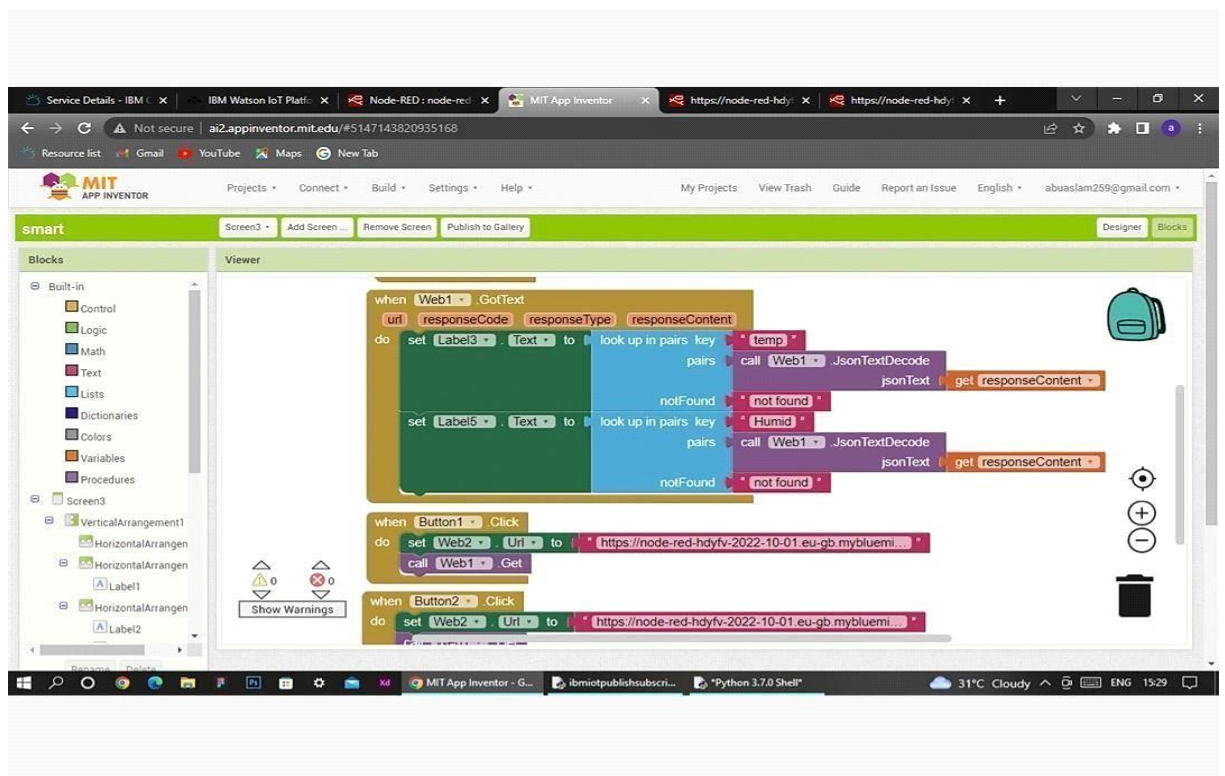 Service Details - IBM C
IBM Watson IoT Platfo
Node-RED : node-red-
MIT App Inventor
https://node-red-hdyf
https://node-red-hdyf
Not secure | ai2.appinventor.mit.edu/#5147143820935168
a
Resource list Gmail YouTube Maps New Tab
MIT
APP INVENTOR
Projects Connect Build Settings Help My Projects View Trash Guide Report an Issue English abuaslam259@gmail.com
smart Screen3 Add Screen ... Remove Screen Publish to Gallery Designer Blocks
Blocks Viewer
Built-in
Control
Logic
Math
Text
Lists
Dictionaries
Colors
Variables
Procedures
Screen3
VerticalArrangement1
HorizontalArrangen
HorizontalArrangen
Label1
HorizontalArrangen
Label2
Rename Delete
when Web1 .GotText
url responseCode responseType responseContent
do set Label3 . Text to look up in pairs key " temp "
pairs call Web1 .JsonTextDecode
jsonText get responseContent
notFound " not found "
set Label5 . Text to look up in pairs key " Humid "
pairs call Web1 .JsonTextDecode
jsonText get responseContent
notFound " not found "
when Button1 .Click
do set Web2 . Url to " https://node-red-hdyfv-2022-10-01.eu-gb.mybluemi... "
call Web1 .Get
when Button2 .Click
do set Web2 . Url to " https://node-red-hdyfv-2022-10-01.eu-gb.mybluemi... "
0 0
Show Warnings
Ps Xd MIT App Inventor - G... ibmiotpublishsubscri... *Python 3.7.0 Shell* 31°C Cloudy ENG 15:29